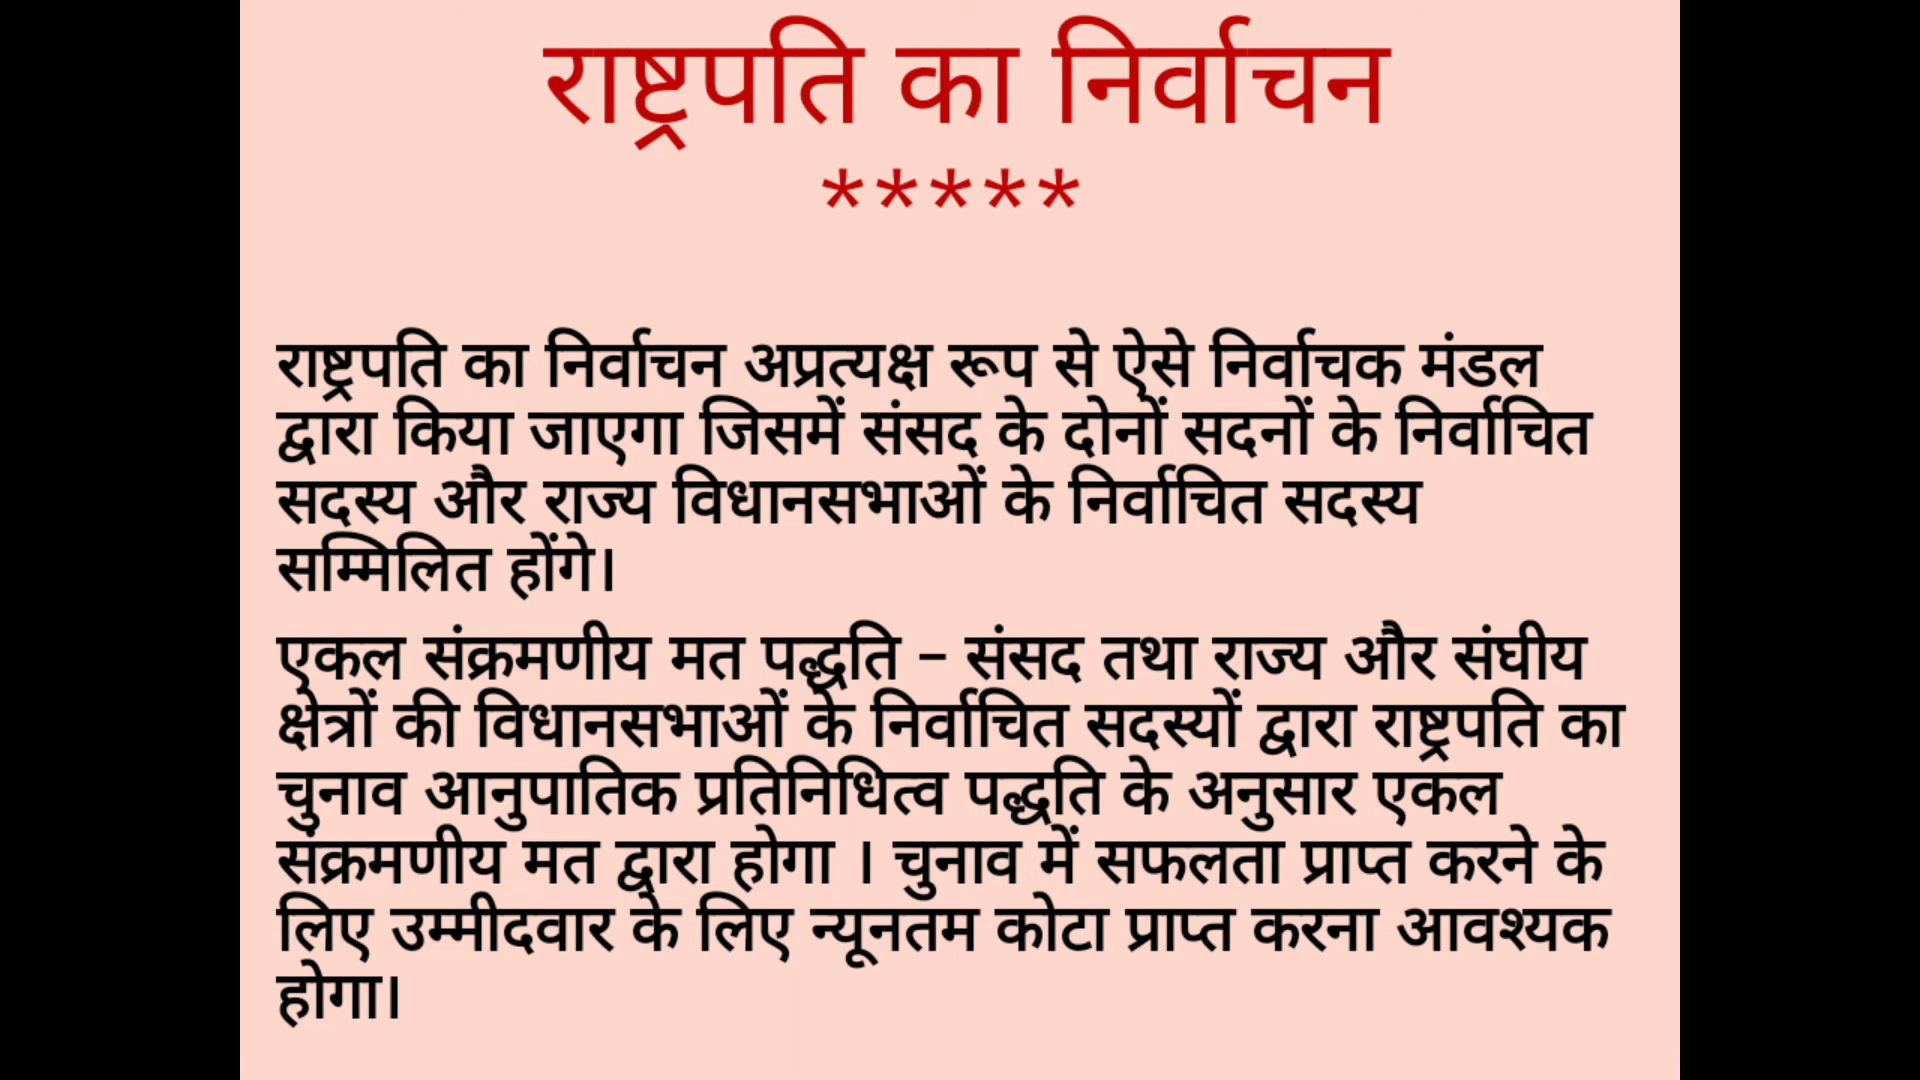 राष्ट्रपति का निर्वाचन
*****
राष्ट्रपति का निर्वाचन अप्रत्यक्ष रूप से ऐसे निर्वाचक मंडल
द्वारा किया जाएगा जिसमें संसद के दोनों सदनों के निर्वाचित
सदस्य और राज्य विधानसभाओं के निर्वाचित सदस्य
सम्मिलित होंगे।
एकल संक्रमणीय मत पद्धति – संसद तथा राज्य और संघीय
क्षेत्रों की विधानसभाओं के निर्वाचित सदस्यों द्वारा राष्ट्रपति का
चुनाव आनुपातिक प्रतिनिधित्व पद्धति के अनुसार एकल
संक्रमणीय मत द्वारा होगा । चुनाव में सफलता प्राप्त करने के
लिए उम्मीदवार के लिए न्यूनतम कोटा प्राप्त करना आवश्यक
होगा।